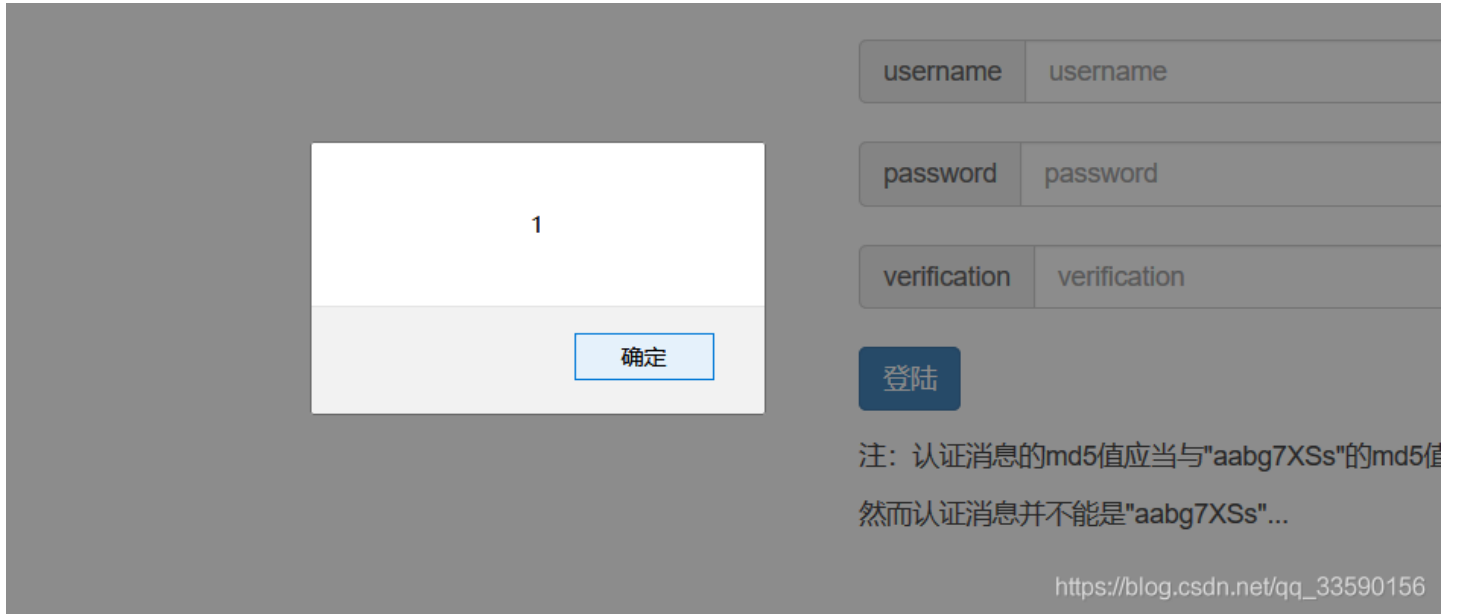 username username
password password
1
verification verification
确定
登陆
注：认证消息的md5值应当与"aabg7XSs"的md5值
然而认证消息并不能是"aabg7XSs"...
https://blog.csdn.net/qq_33590156